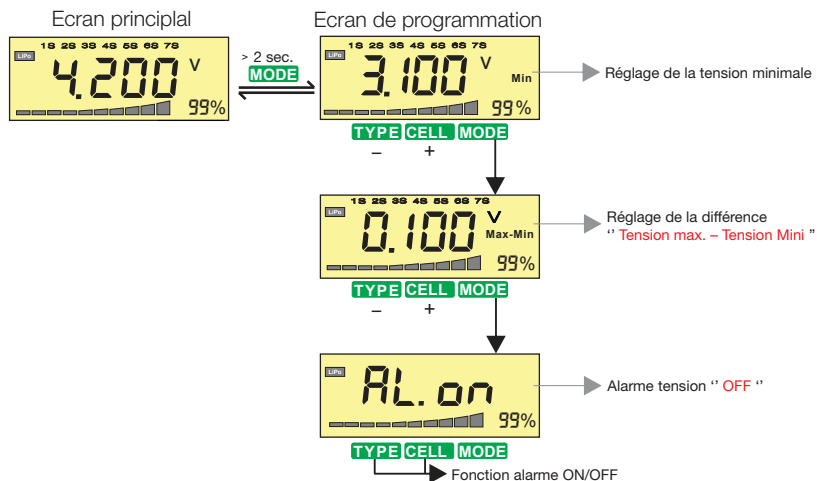 Ecran principlal
Ecran de programmation
1S 2S 3S 4S 5S 6S 7S
LiPo
4.200 V
99%
> 2 sec.
MODE
1S 2S 3S 4S 5S 6S 7S
LiPo
3.100 V
Min
99%
Réglage de la tension minimale
TYPE CELL MODE
– +
1S 2S 3S 4S 5S 6S 7S
LiPo
0.100 V
Max-Min
99%
Réglage de la différence
‘’ Tension max. – Tension Mini ’’
TYPE CELL MODE
– +
LiPo
AL. on
99%
Alarme tension ‘’ OFF ‘’
TYPE CELL MODE
Fonction alarme ON/OFF